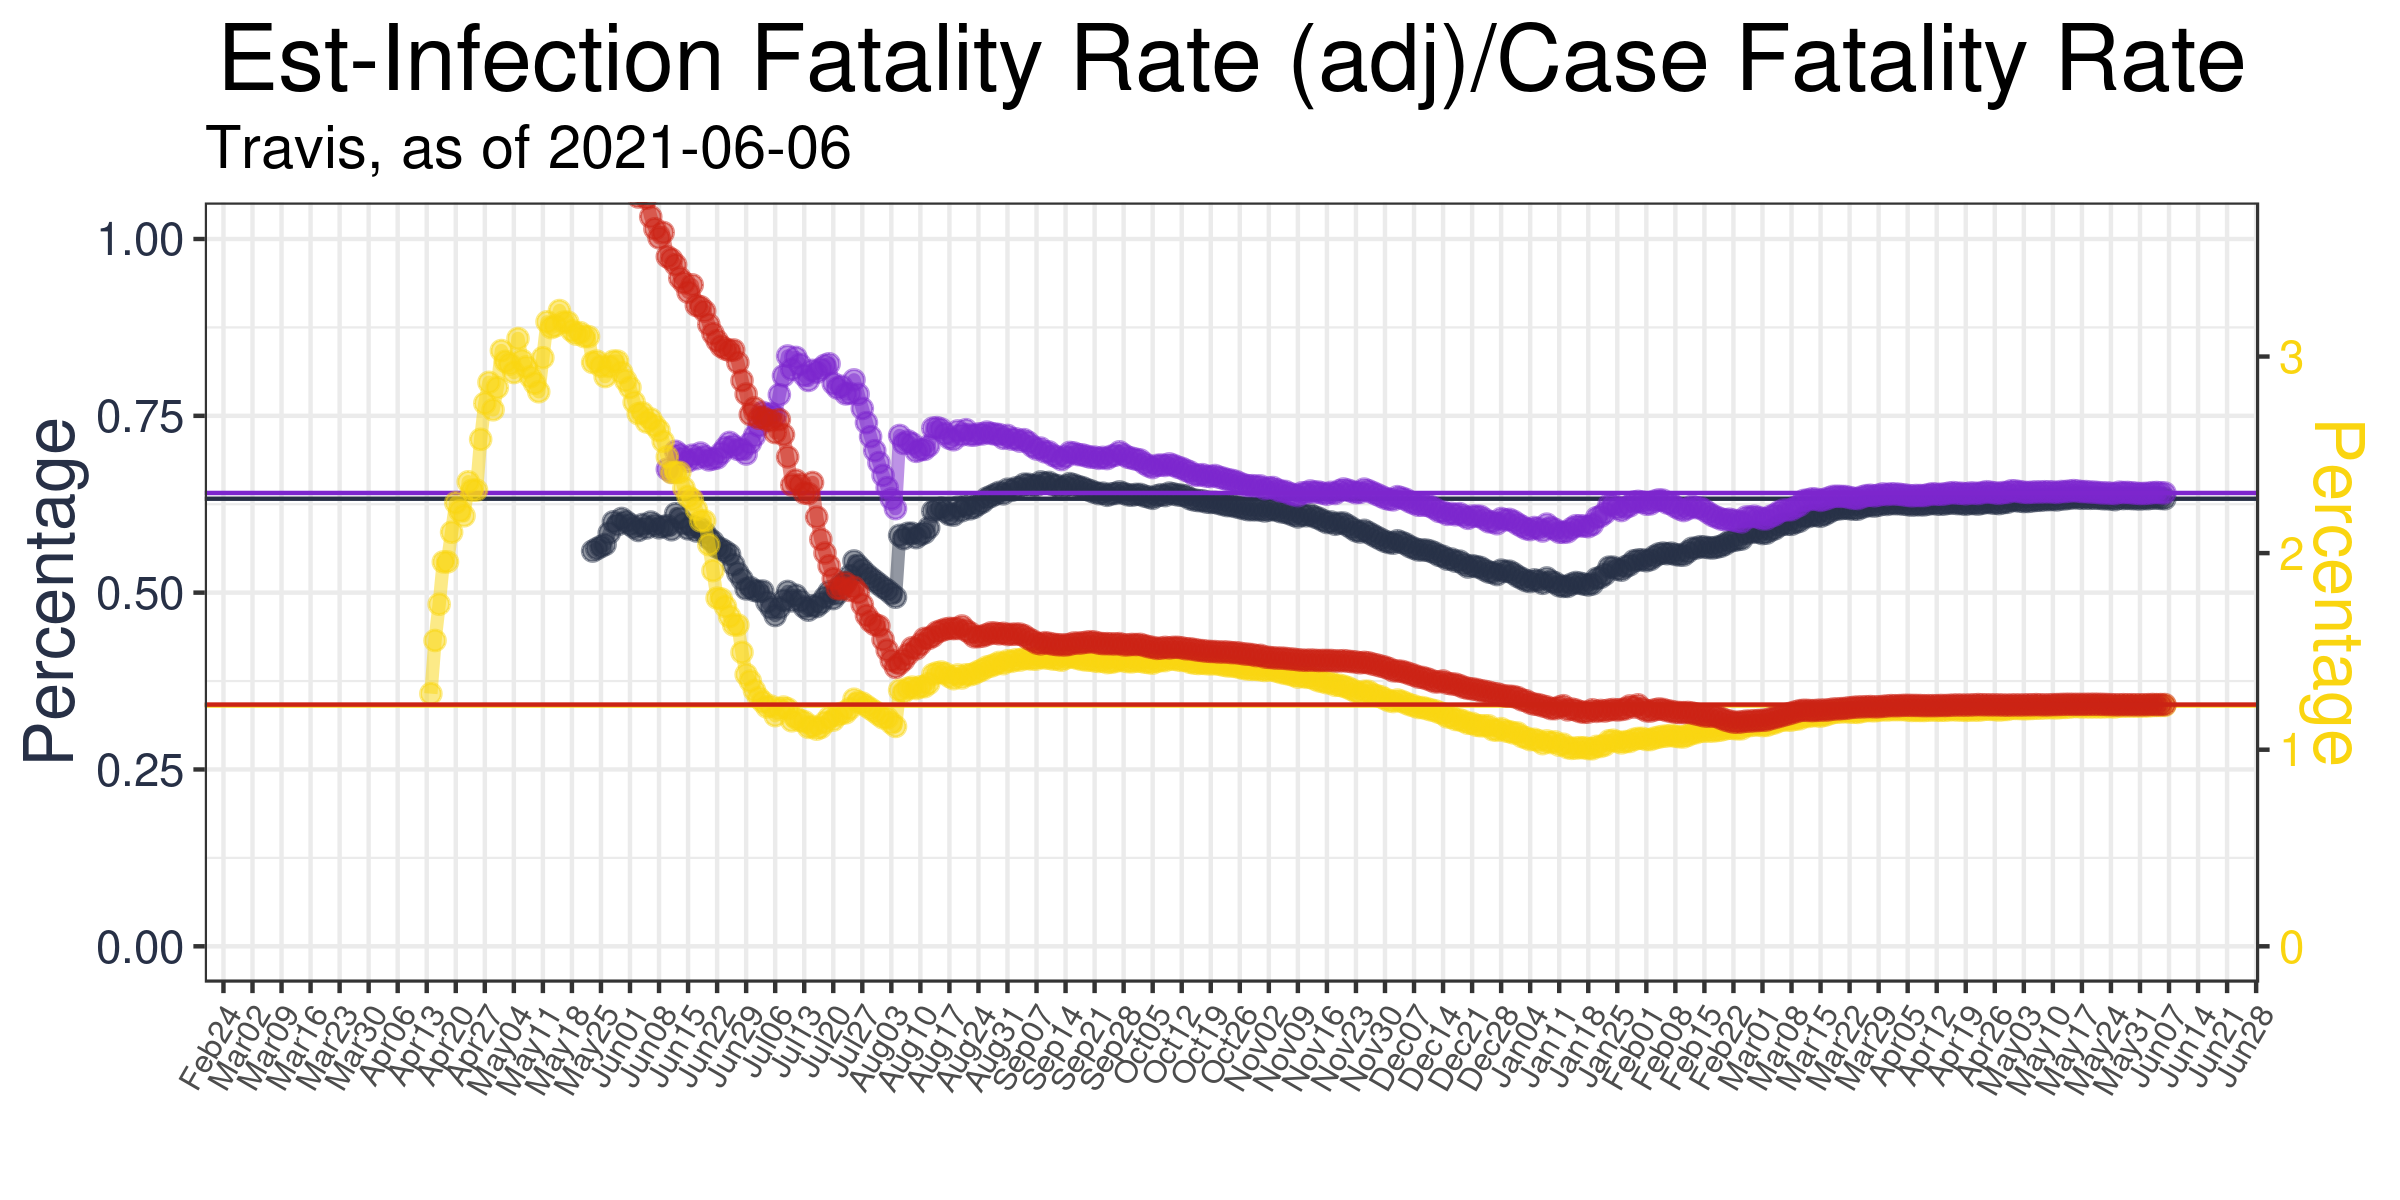 Est-Infection Fatality Rate (adj)/Case Fatality Rate
Travis, as of 2021-06-06
Percentage
1.00
0.75
0.50
0.25
0.00
3
2
1
0
Percentage
Feb24
Mar02
Mar09
Mar16
Mar23
Mar30
Apr06
Apr13
Apr20
Apr27
May04
May11
May18
May25
Jun01
Jun08
Jun15
Jun22
Jun29
Jul06
Jul13
Jul20
Jul27
Aug03
Aug10
Aug17
Aug24
Aug31
Sep07
Sep14
Sep21
Sep28
Oct05
Oct12
Oct19
Oct26
Nov02
Nov09
Nov16
Nov23
Nov30
Dec07
Dec14
Dec21
Dec28
Jan04
Jan11
Jan18
Jan25
Feb01
Feb08
Feb15
Feb22
Mar01
Mar08
Mar15
Mar22
Mar29
Apr05
Apr12
Apr19
Apr26
May03
May10
May17
May24
May31
Jun07
Jun14
Jun21
Jun28